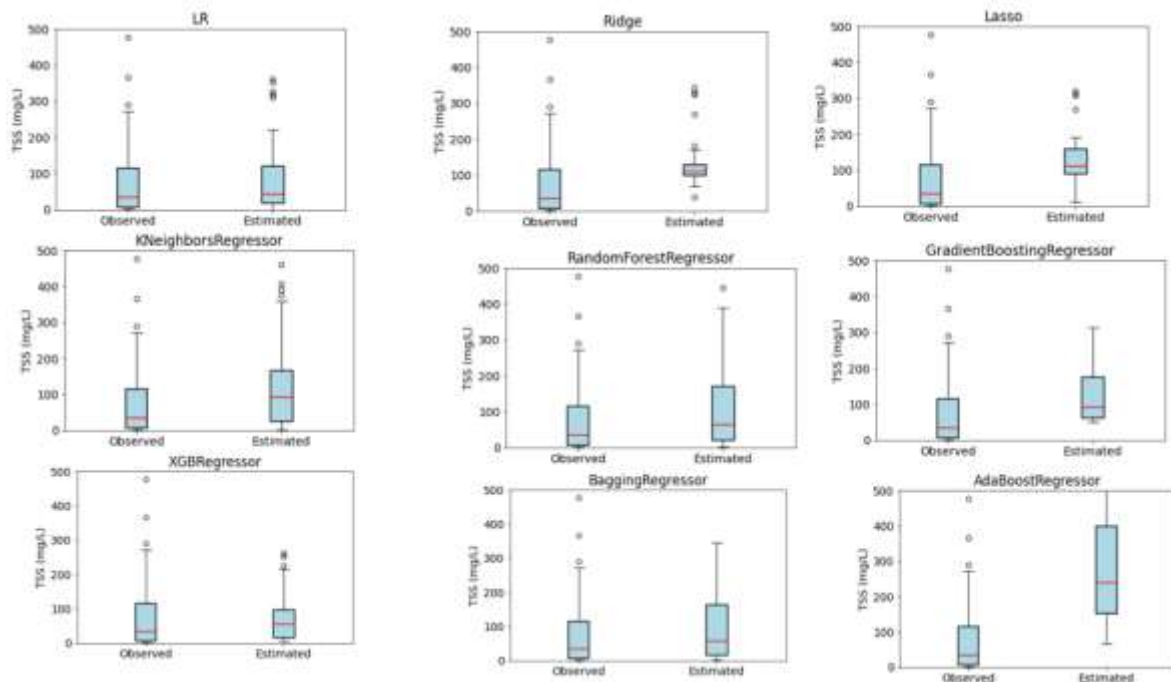 LR
500
400
300
200
100
0
TSS (mg/L)
Observed Estimated
Ridge
500
400
300
200
100
0
TSS (mg/L)
Observed Estimated
Lasso
500
400
300
200
100
0
TSS (mg/L)
Observed Estimated
KNeighborsRegressor
500
400
300
200
100
0
TSS (mg/L)
Observed Estimated
RandomForestRegressor
500
400
300
200
100
0
TSS (mg/L)
Observed Estimated
GradientBoostingRegressor
500
400
300
200
100
0
TSS (mg/L)
Observed Estimated
XGBRegressor
500
400
300
200
100
0
TSS (mg/L)
Observed Estimated
BaggingRegressor
500
400
300
200
100
0
TSS (mg/L)
Observed Estimated
AdaBoostRegressor
500
400
300
200
100
0
TSS (mg/L)
Observed Estimated